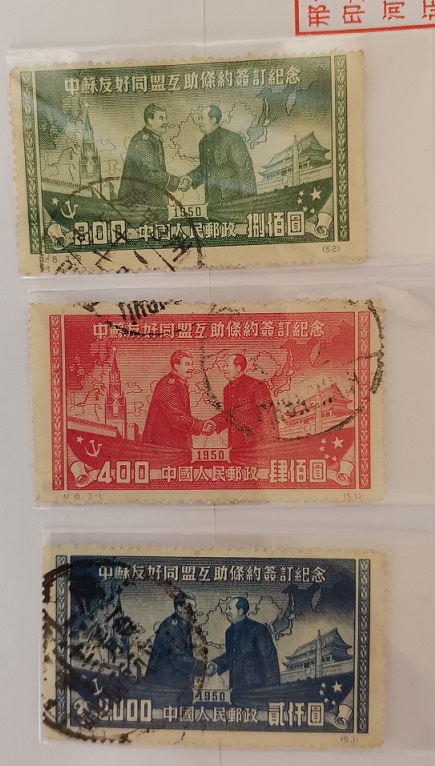 中蘇友好同盟互助條約簽訂紀念
1950
800 中國人民郵政 捌佰圓
(52)
中蘇友好同盟互助條約簽訂紀念
1950
400 中國人民郵政 肆佰圓
紀 8. 3-1 (51)
中蘇友好同盟互助條約簽訂紀念
1950
2000 中國人民郵政 貳仟圓
(53)